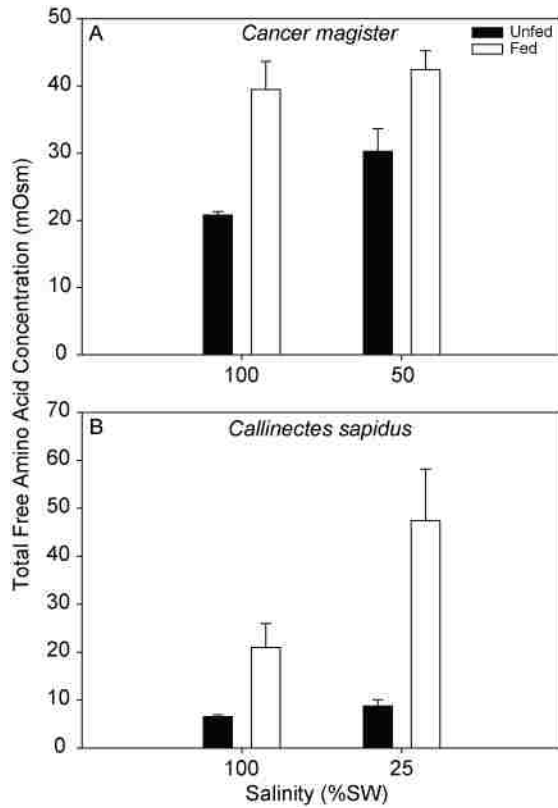 A
Cancer magister
Unfed
Fed
50
40
30
20
10
0
100
50
B
Callinectes sapidus
70
60
50
40
30
20
10
0
100
25
Salinity (%SW)
Total Free Amino Acid Concentration (mOsm)